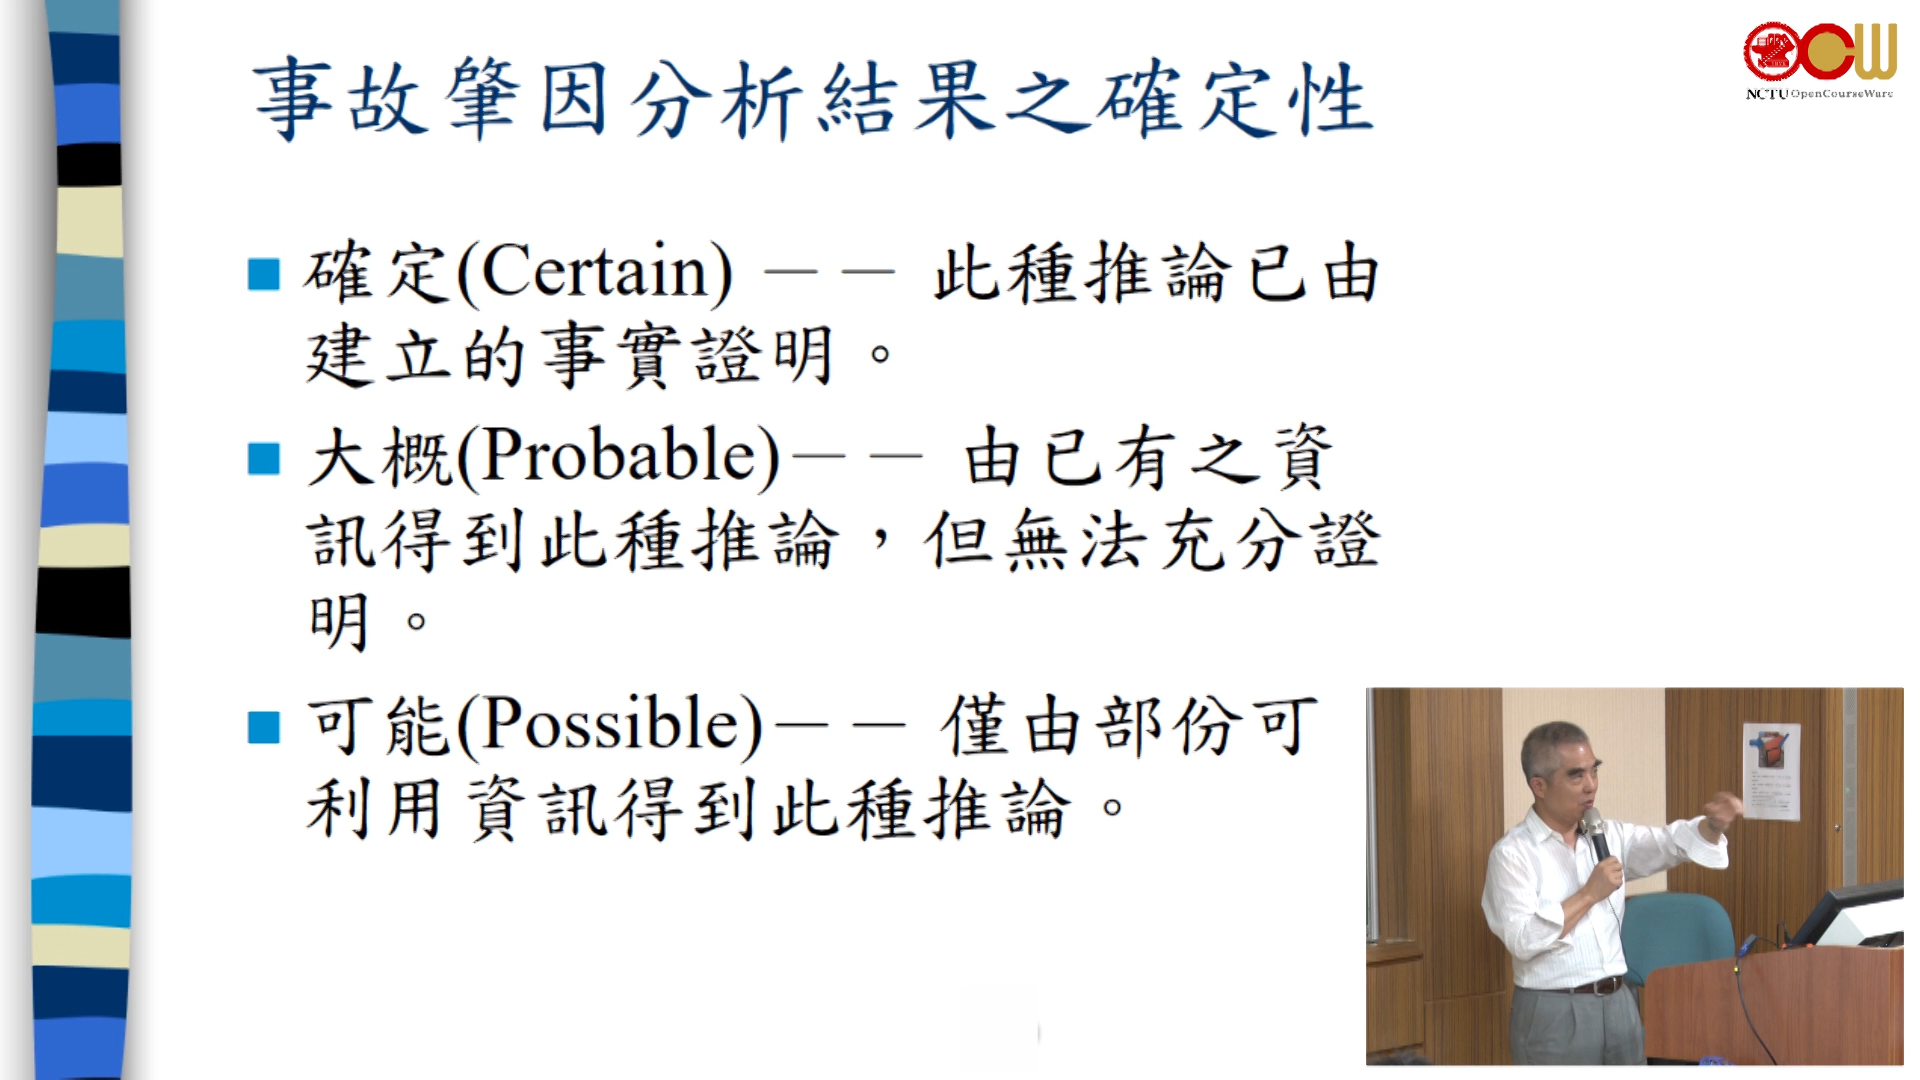 事故肇因分析結果之確定性
NCTU OpenCourseWare
確定(Certain) －－ 此種推論已由
建立的事實證明。
大概(Probable)－－ 由已有之資
訊得到此種推論，但無法充分證
明。
可能(Possible)－－ 僅由部份可
利用資訊得到此種推論。